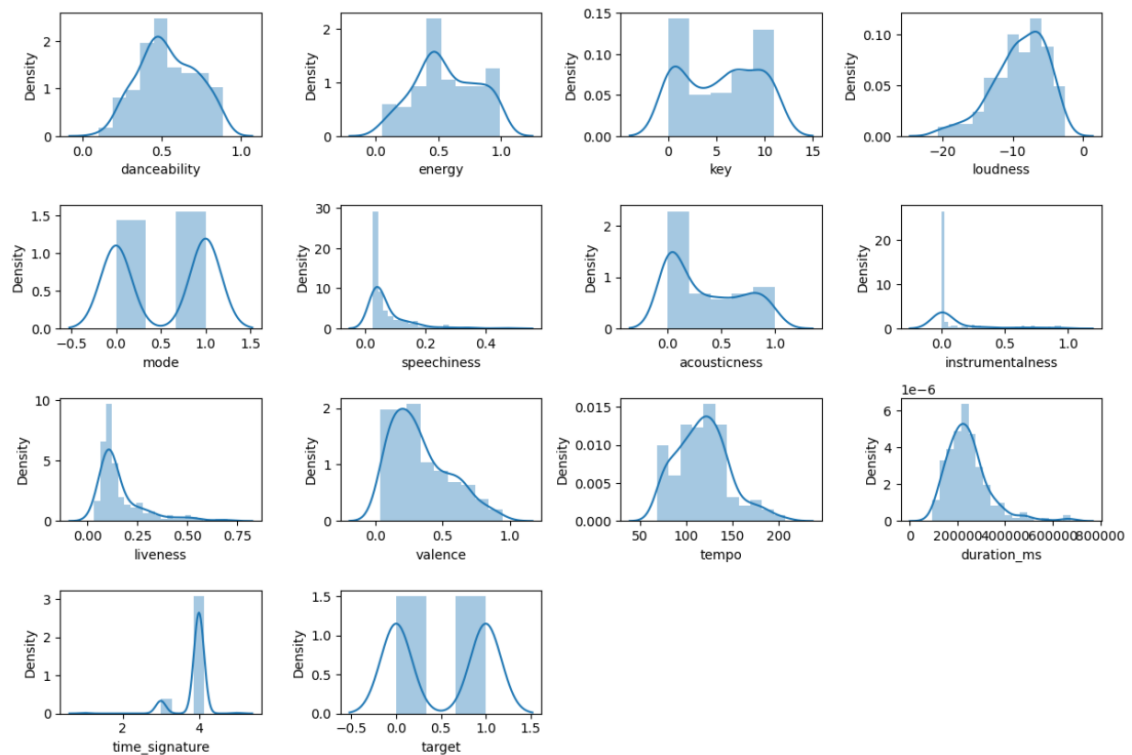 Density
2
1
0
0.0 0.5 1.0
danceability
Density
2
1
0
0.0 0.5 1.0
energy
Density
0.15
0.10
0.05
0.00
0 5 10 15
key
Density
0.10
0.05
0.00
−20 −10 0
loudness
Density
1.5
1.0
0.5
0.0
−0.5 0.0 0.5 1.0 1.5
mode
Density
30
20
10
0
0.0 0.2 0.4
speechiness
Density
2
1
0
0.0 0.5 1.0
acousticness
Density
20
10
0
0.0 0.5 1.0
instrumentalness
Density
10
5
0
0.00 0.25 0.50 0.75
liveness
Density
2
1
0
0.0 0.5 1.0
valence
Density
0.015
0.010
0.005
0.000
50 100 150 200
tempo
1e−6
Density
6
4
2
0
0 200000 400000 600000 800000
duration_ms
Density
3
2
1
0
2 4
time_signature
Density
1.5
1.0
0.5
0.0
−0.5 0.0 0.5 1.0 1.5
target